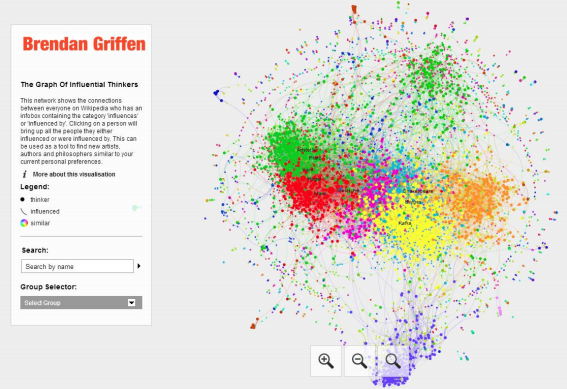 Brendan Griffen
The Graph Of Influential Thinkers
This network shows the connections
between everyone on Wikipedia who has an
infobox containing the category 'influences'
or 'influenced by'. Clicking on a person will
bring up all the people they either
influenced or were influenced by. This can
be used as a tool to find new artists,
authors and philosophers similar to your
current personal preferences.
i More about this visualisation
Legend:
thinker
influenced
similar
Search:
Search by name
Group Selector:
Select Group